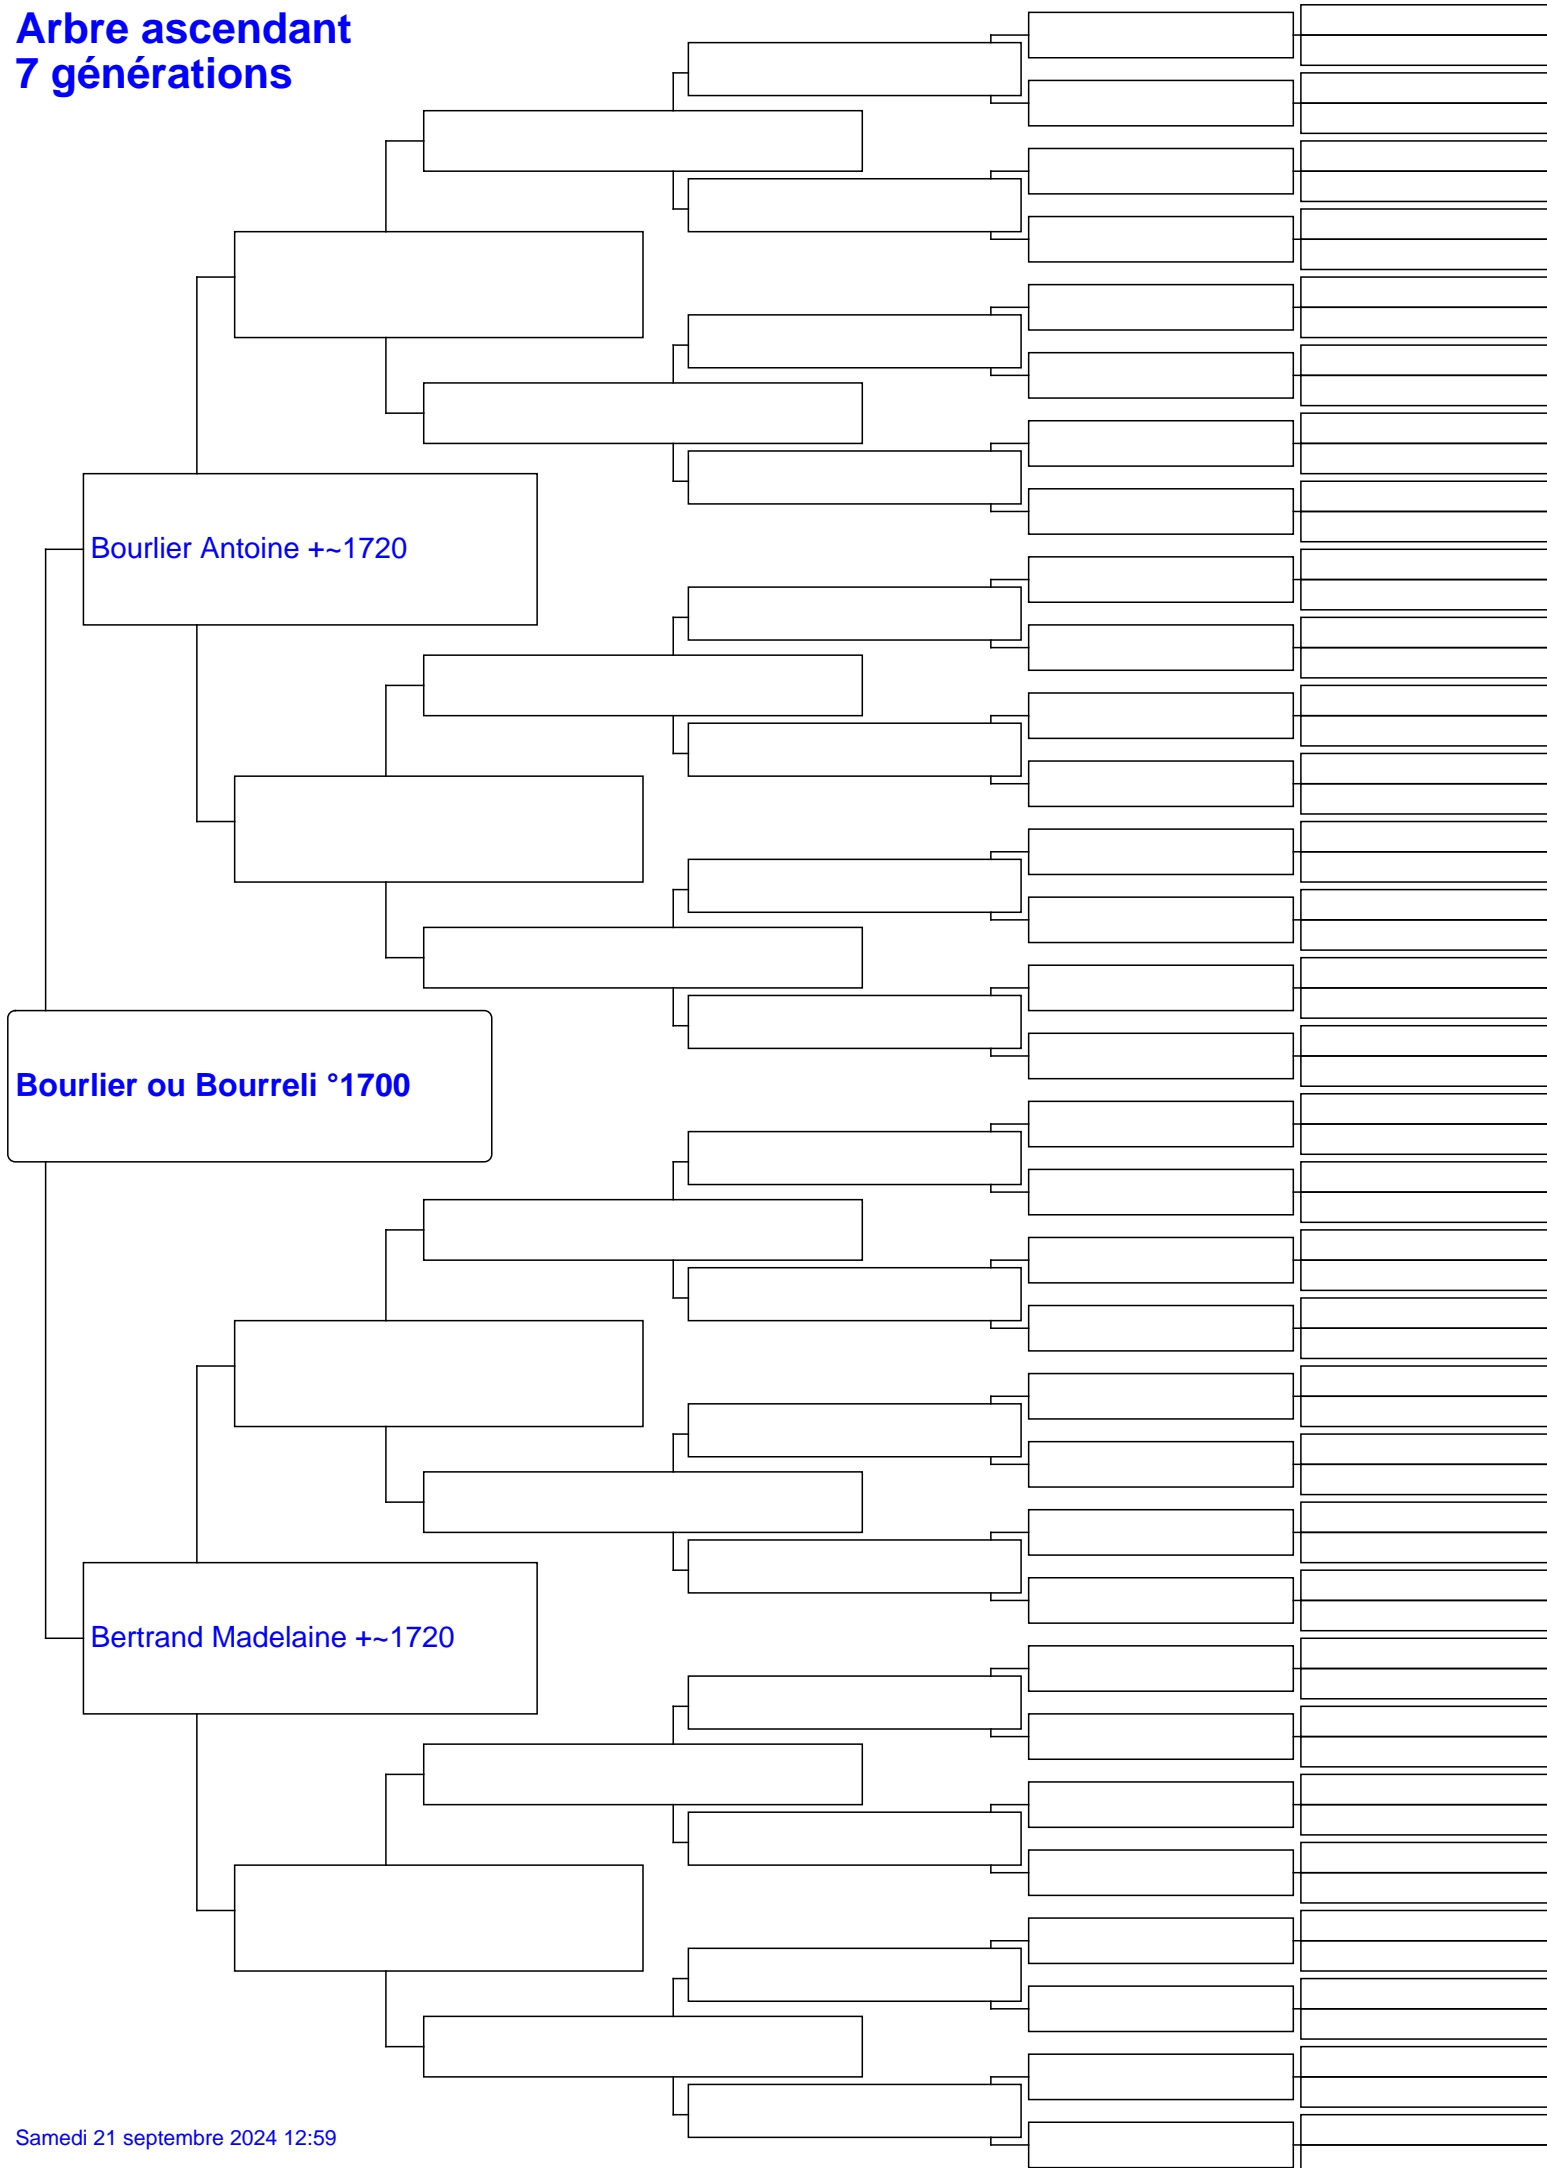 Arbre ascendant
7 générations
Bourlier Antoine +~1720
Bourlier ou Bourreli °1700
Bertrand Madelaine +~1720
Samedi 21 septembre 2024 12:59